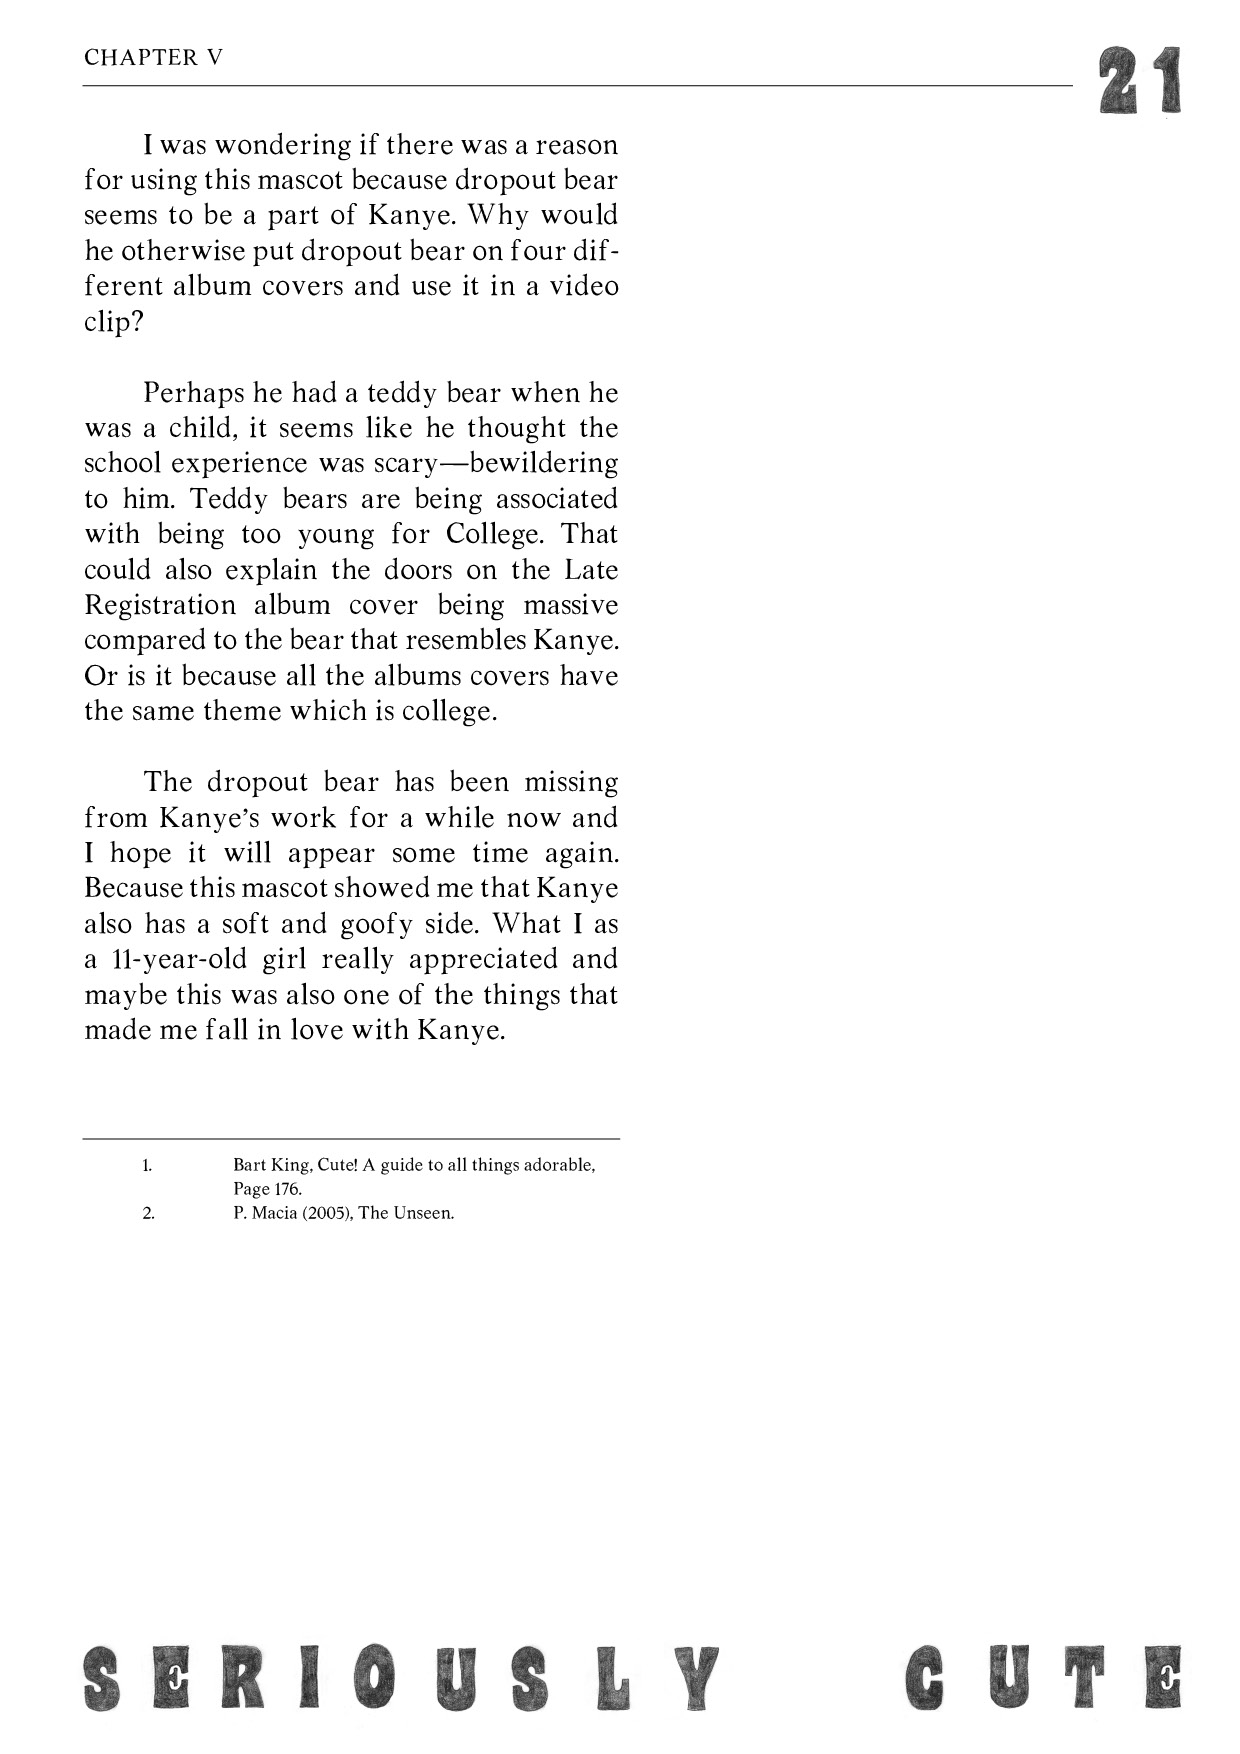 CHAPTER V
21
I was wondering if there was a reason
for using this mascot because dropout bear
seems to be a part of Kanye. Why would
he otherwise put dropout bear on four dif-
ferent album covers and use it in a video
clip?
Perhaps he had a teddy bear when he
was a child, it seems like he thought the
school experience was scary—bewildering
to him. Teddy bears are being associated
with being too young for College. That
could also explain the doors on the Late
Registration album cover being massive
compared to the bear that resembles Kanye.
Or is it because all the albums covers have
the same theme which is college.
The dropout bear has been missing
from Kanye’s work for a while now and
I hope it will appear some time again.
Because this mascot showed me that Kanye
also has a soft and goofy side. What I as
a 11-year-old girl really appreciated and
maybe this was also one of the things that
made me fall in love with Kanye.
1. Bart King, Cute! A guide to all things adorable,
Page 176.
2. P. Macia (2005), The Unseen.
SERIOUSLY CUTE